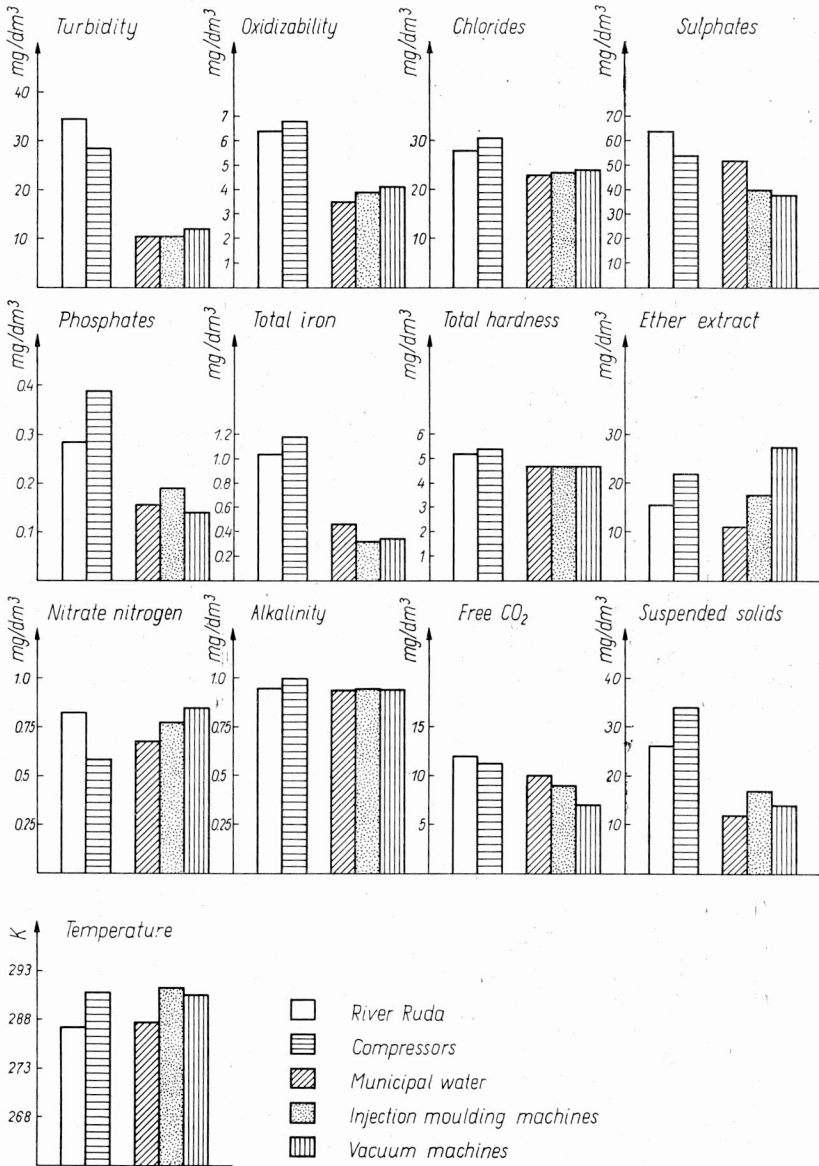 Turbidity
mg/dm³
40
30
20
10
Oxidizability
mg/dm³
7
6
5
4
3
2
1
Chlorides
mg/dm³
30
20
10
Sulphates
mg/dm³
70
60
50
40
30
20
10
Phosphates
mg/dm³
0.4
0.3
0.2
0.1
Total iron
mg/dm³
1.2
1.0
0.8
0.6
0.4
0.2
Total hardness
mg/dm³
6
5
4
3
2
1
Ether extract
mg/dm³
30
20
10
Nitrate nitrogen
mg/dm³
1.0
0.75
0.5
0.25
Alkalinity
mg/dm³
1.0
0.75
0.5
0.25
Free CO₂
mg/dm³
15
10
5
Suspended solids
mg/dm³
40
30
20
10
Temperature
K
293
288
273
268
River Ruda
Compressors
Municipal water
Injection moulding machines
Vacuum machines